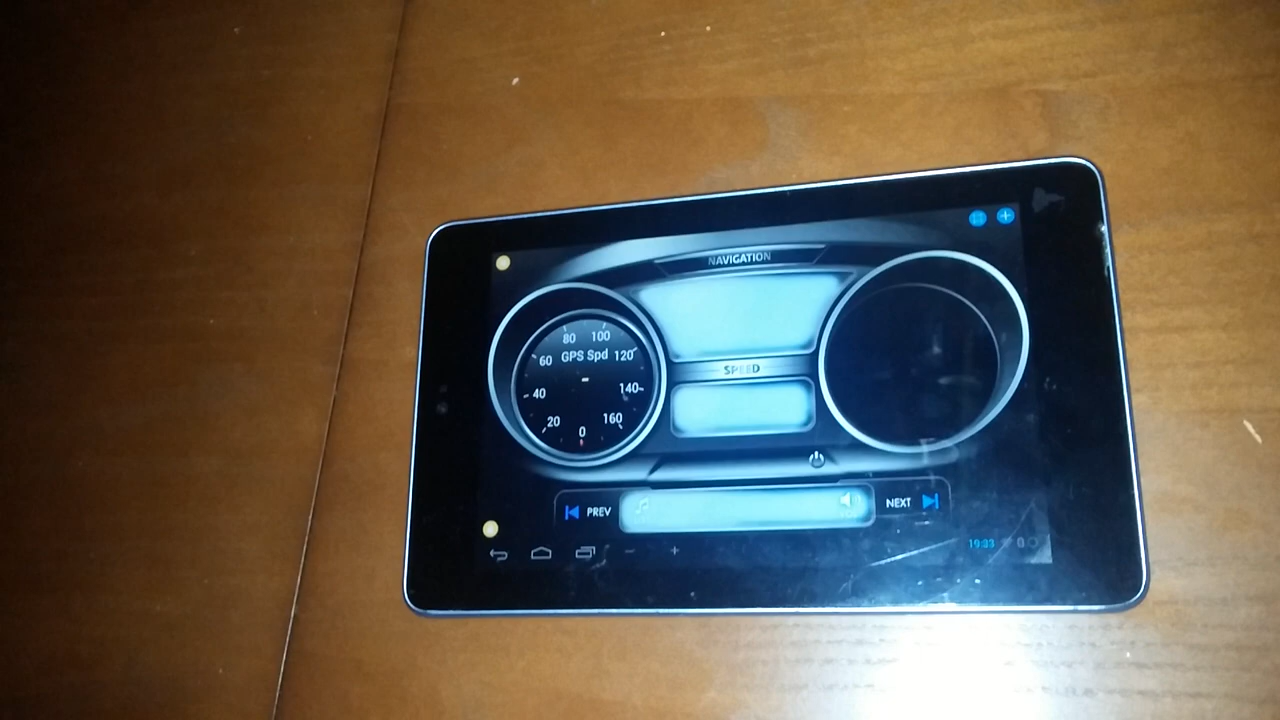 NAVIGATION
80 100
60 GPS Spd 120
40 140
20 160
0
SPEED
PREV
NEXT
19:33